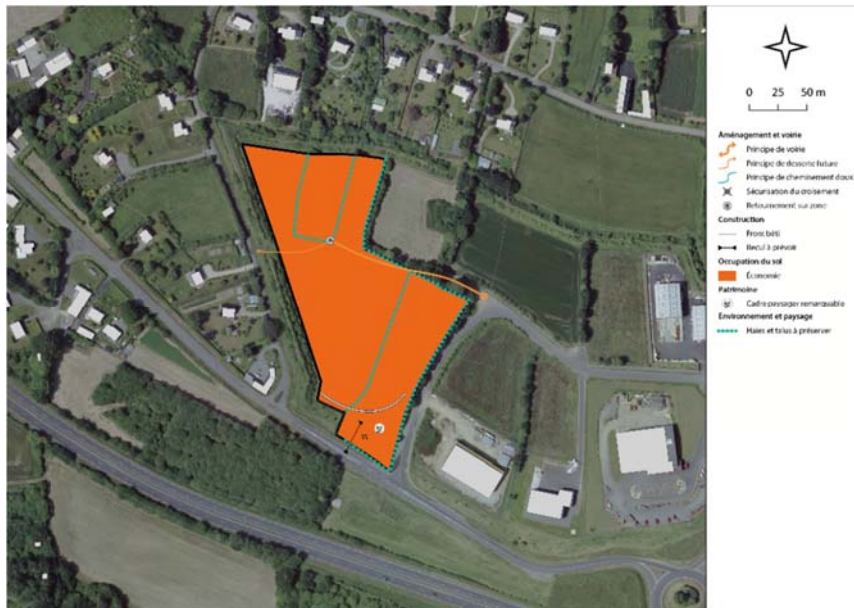 0 25 50 m
Aménagement et voirie
Principe de voirie
Principe de desserte future
Principe de cheminement doux
Sécurisation du croisement
Retournement sur zone
Construction
Front bâti
Recul à prévoir
Occupation du sol
Économie
Patrimoine
Cadre paysager remarquable
Environnement et paysage
Haies et talus à préserver